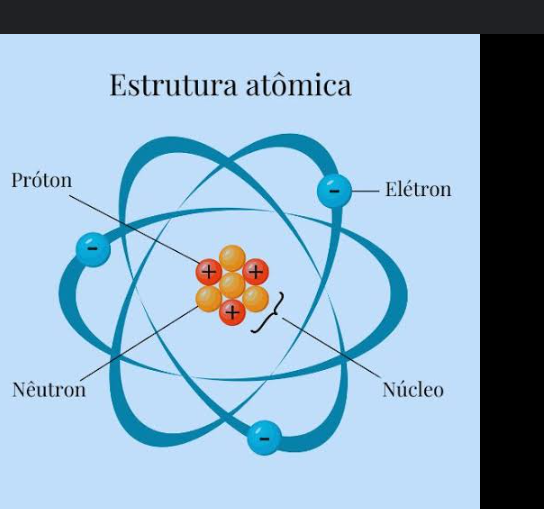 Estrutura atômica
Próton
Elétron
-
-
+
+
+
Nêutron
Núcleo
-